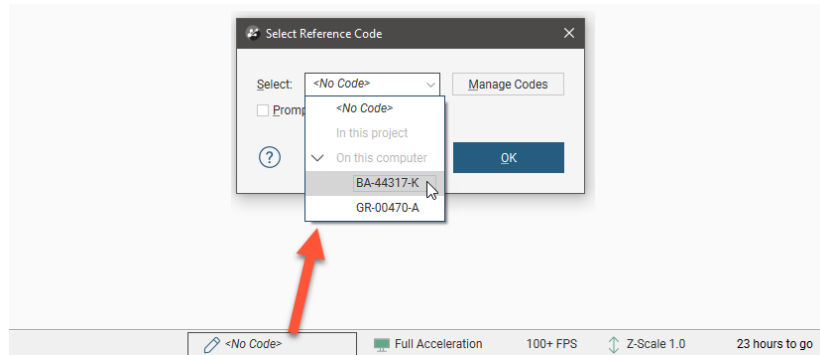 Select Reference Code
Select: <No Code> Manage Codes
Promp
<No Code>
In this project
On this computer
OK
BA-44317-K
GR-00470-A
<No Code> Full Acceleration 100+ FPS Z-Scale 1.0 23 hours to go